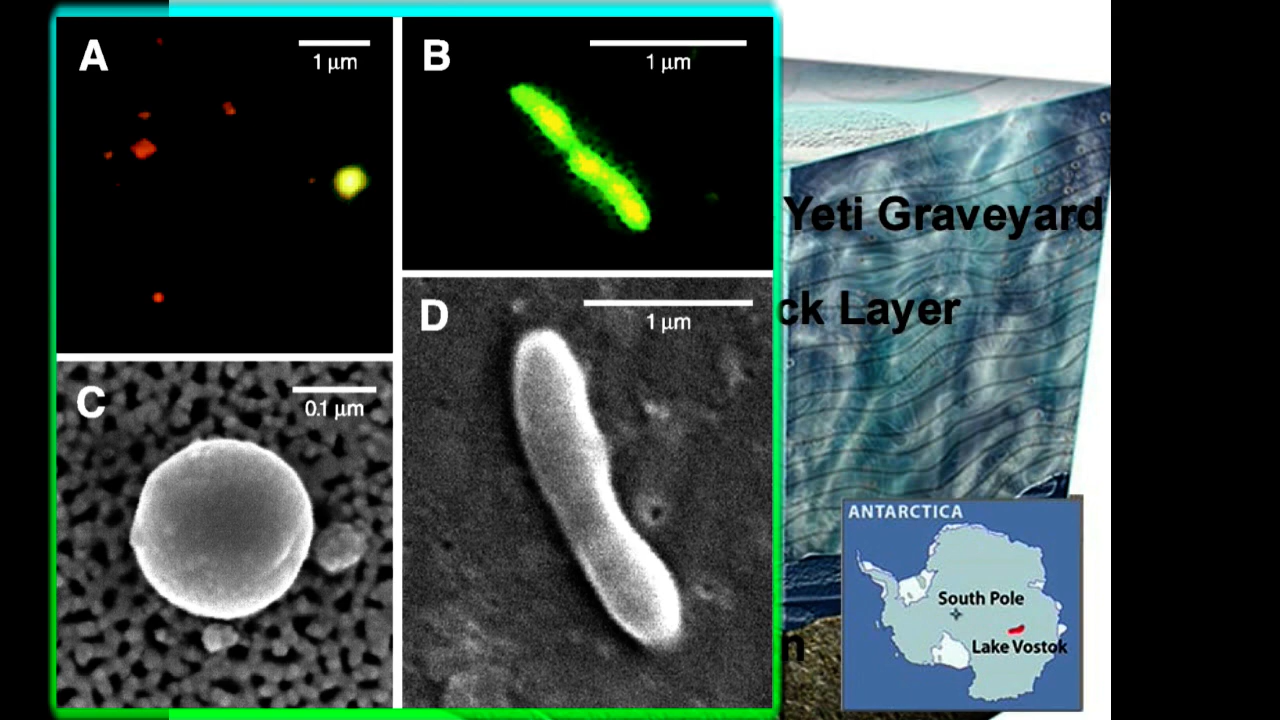 A
1 μm
B
1 μm
Yeti Graveyard
ck Layer
D
1 μm
C
0.1 μm
ANTARCTICA
South Pole
Lake Vostok
n